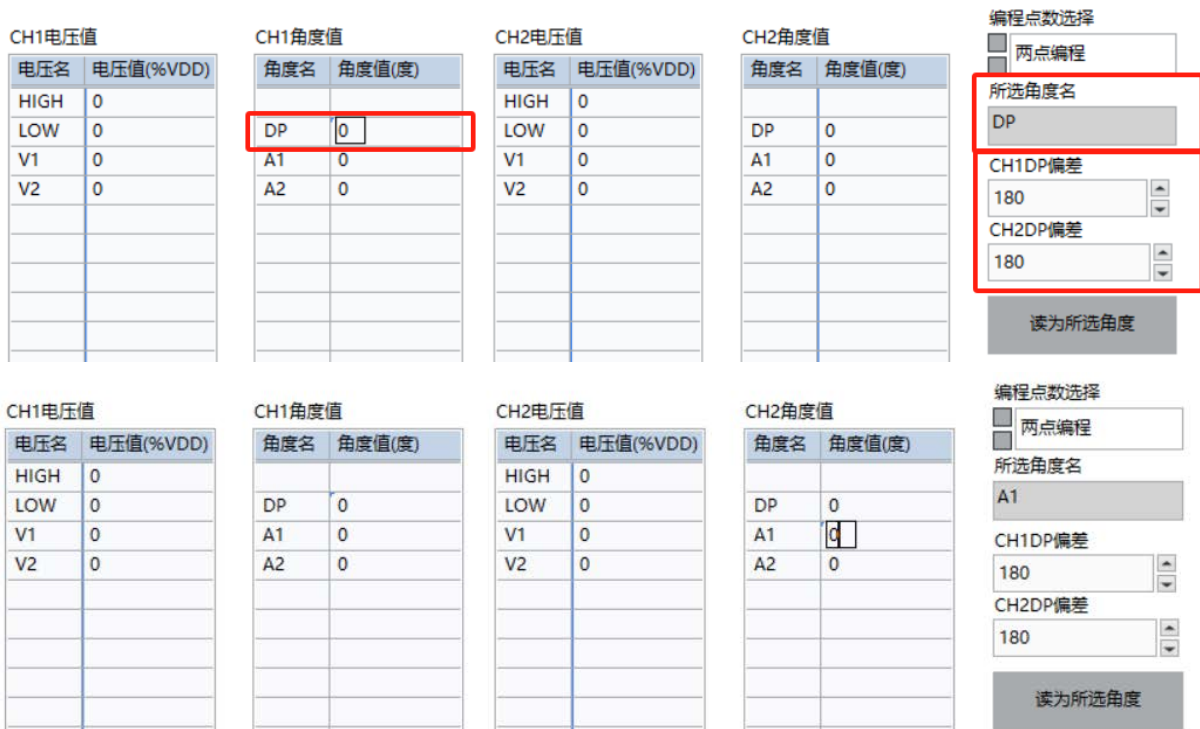 CH1电压值
电压名 电压值(%VDD)
HIGH 0
LOW 0
V1 0
V2 0
CH1角度值
角度名 角度值(度)
DP 0
A1 0
A2 0
CH2电压值
电压名 电压值(%VDD)
HIGH 0
LOW 0
V1 0
V2 0
CH2角度值
角度名 角度值(度)
DP 0
A1 0
A2 0
编程点数选择
两点编程
所选角度名
DP
CH1DP偏差
180
CH2DP偏差
180
读为所选角度
CH1电压值
电压名 电压值(%VDD)
HIGH 0
LOW 0
V1 0
V2 0
CH1角度值
角度名 角度值(度)
DP 0
A1 0
A2 0
CH2电压值
电压名 电压值(%VDD)
HIGH 0
LOW 0
V1 0
V2 0
CH2角度值
角度名 角度值(度)
DP 0
A1 0
A2 0
编程点数选择
两点编程
所选角度名
A1
CH1DP偏差
180
CH2DP偏差
180
读为所选角度